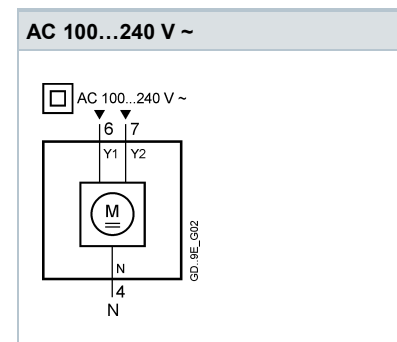 AC 100…240 V ~
AC 100...240 V ~
6 7
Y1 Y2
M
N
4
N
GD..9E_G02